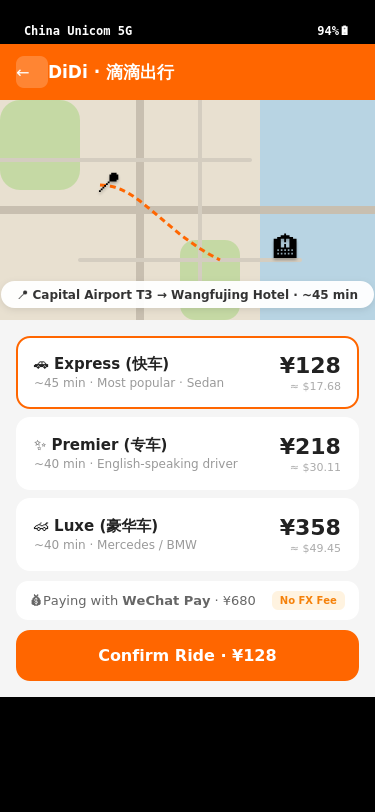 China Unicom 5G 94%
← DiDi · 滴滴出行
Capital Airport T3 → Wangfujing Hotel · ~45 min
Express (快车)
¥128
~45 min · Most popular · Sedan
≈ $17.68
Premier (专车)
¥218
~40 min · English-speaking driver
≈ $30.11
Luxe (豪华车)
¥358
~40 min · Mercedes / BMW
≈ $49.45
Paying with WeChat Pay · ¥680
No FX Fee
Confirm Ride · ¥128